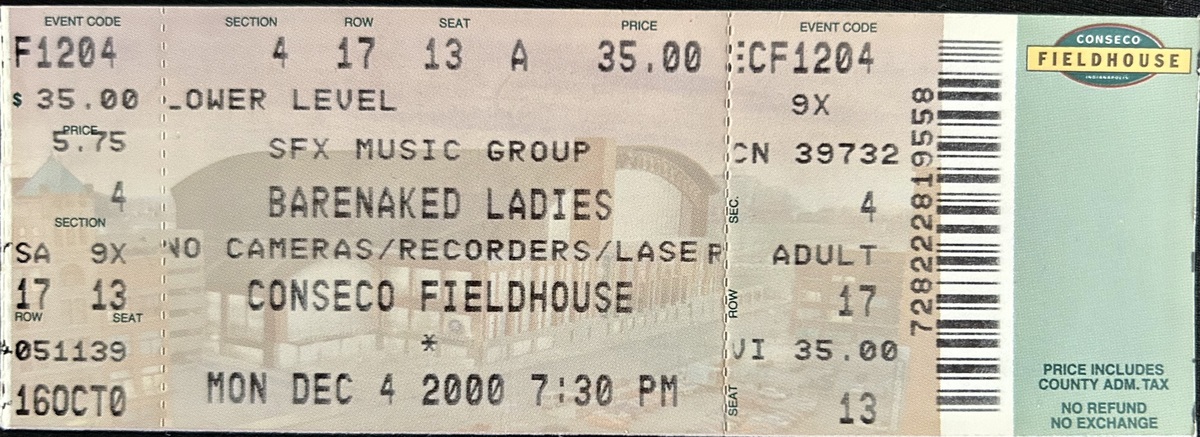 EVENT CODE
F1204
$ 35.00
PRICE
5.75
4
SECTION
SA 9X
17 13
ROW SEAT
051139
16OCT0
SECTION ROW SEAT PRICE
4 17 13 A 35.00
LOWER LEVEL
SFX MUSIC GROUP
BARENAKED LADIES
NO CAMERAS/RECORDERS/LASER
CONSECO FIELDHOUSE
*
MON DEC 4 2000 7:30 PM
EVENT CODE
ECF1204
9X
CN 39732
SEC. 4
ADULT
ROW 17
VI 35.00
SEAT 13
728222819558
CONSECO
FIELDHOUSE
INDIANAPOLIS
PRICE INCLUDES
COUNTY ADM. TAX
NO REFUND
NO EXCHANGE